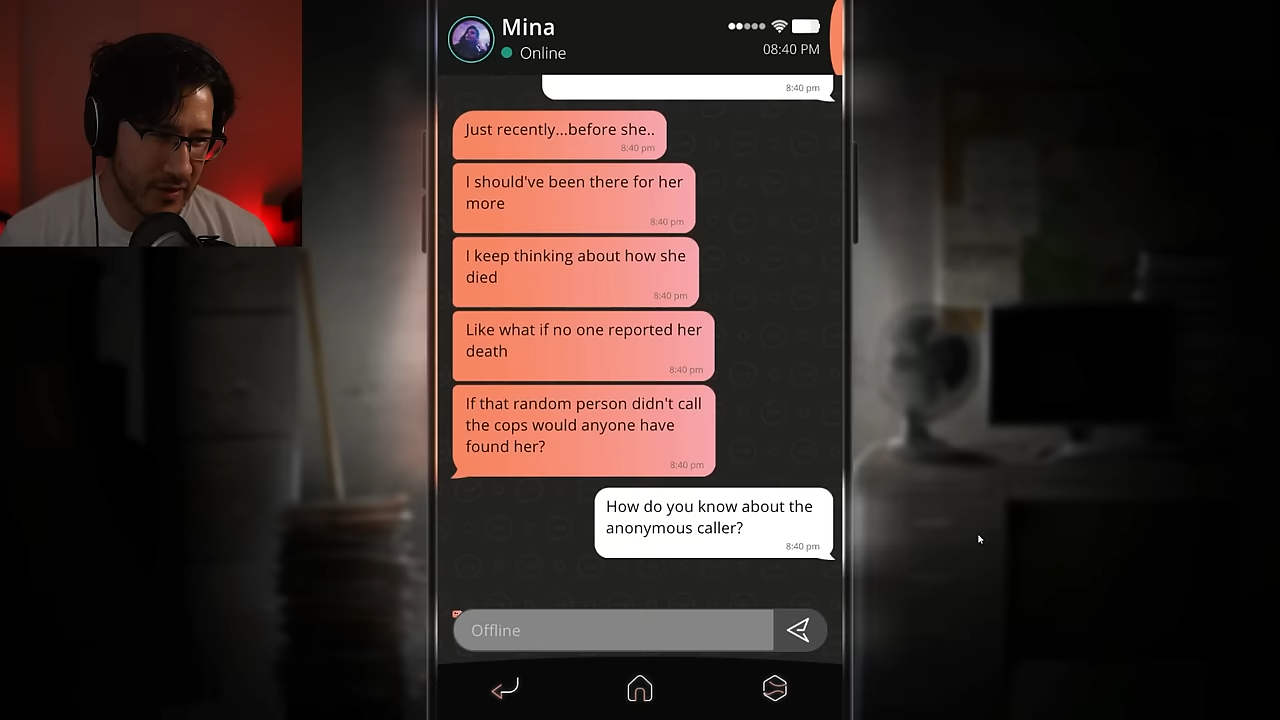 Mina
Online
08:40 PM
8:40 pm
Just recently...before she..
8:40 pm
I should've been there for her
more
8:40 pm
I keep thinking about how she
died
8:40 pm
Like what if no one reported her
death
8:40 pm
If that random person didn't call
the cops would anyone have
found her?
8:40 pm
How do you know about the
anonymous caller?
8:40 pm
Offline